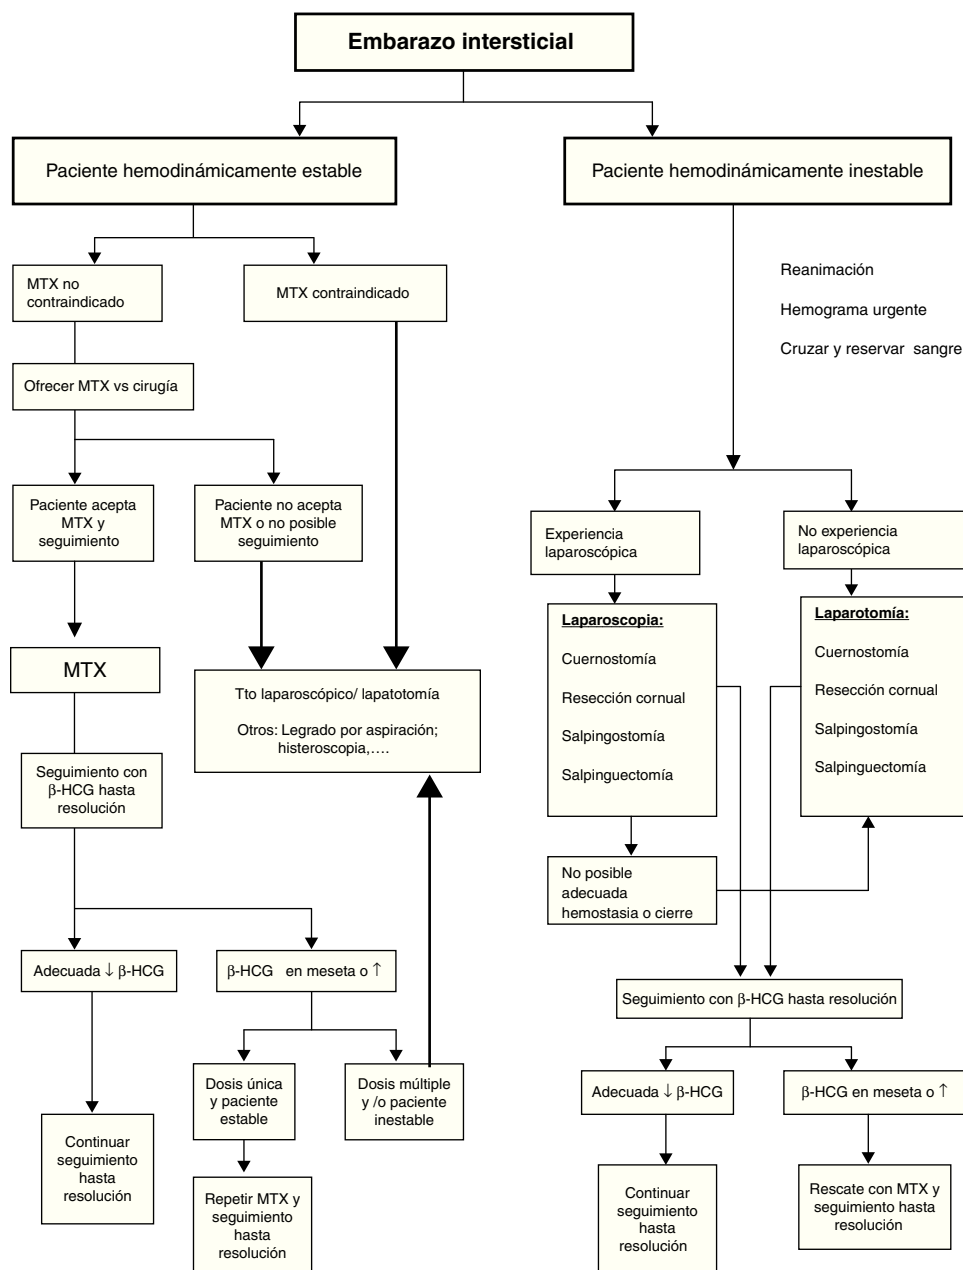 Embarazo intersticial
Paciente hemodinámicamente estable
Paciente hemodinámicamente inestable
MTX no
contraindicado
MTX contraindicado
Reanimación
Hemograma urgente
Cruzar y reservar sangre
Ofrecer MTX vs cirugía
Paciente acepta
MTX y
seguimiento
Paciente no acepta
MTX o no posible
seguimiento
Experiencia
laparoscópica
No experiencia
laparoscópica
MTX
Tto laparoscópico/ lapatotomía
Otros: Legrado por aspiración;
histeroscopia,....
Laparoscopia:
Cuernostomía
Resección cornual
Salpingostomía
Salpinguectomía
Laparotomía:
Cuernostomía
Resección cornual
Salpingostomía
Salpinguectomía
Seguimiento con
β-HCG hasta
resolución
No posible
adecuada
hemostasia o cierre
Adecuada ↓ β-HCG
β-HCG en meseta o ↑
Seguimiento con β-HCG hasta resolución
Dosis única
y paciente
estable
Dosis múltiple
y /o paciente
inestable
Adecuada ↓ β-HCG
β-HCG en meseta o ↑
Continuar
seguimiento
hasta
resolución
Repetir MTX y
seguimiento
hasta
resolución
Continuar
seguimiento
hasta
resolución
Rescate con MTX y
seguimiento hasta
resolución